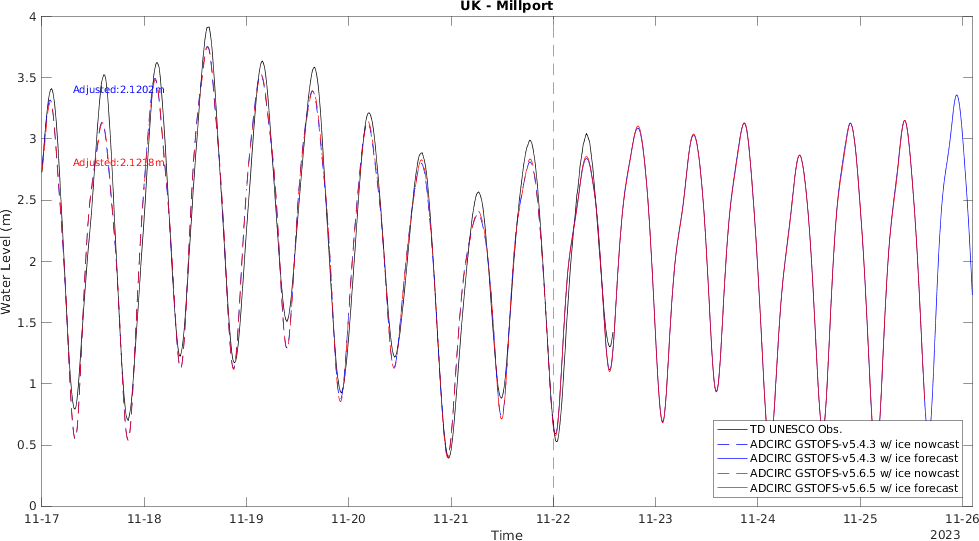 UK - Millport
4
3.5
3
2.5
2
1.5
1
0.5
0
Water Level (m)
Adjusted:2.1202m
Adjusted:2.1218m
TD UNESCO Obs.
ADCIRC GSTOFS-v5.4.3 w/ ice nowcast
ADCIRC GSTOFS-v5.4.3 w/ ice forecast
ADCIRC GSTOFS-v5.6.5 w/ ice nowcast
ADCIRC GSTOFS-v5.6.5 w/ ice forecast
11-17 11-18 11-19 11-20 11-21 11-22 11-23 11-24 11-25 11-26
Time
2023